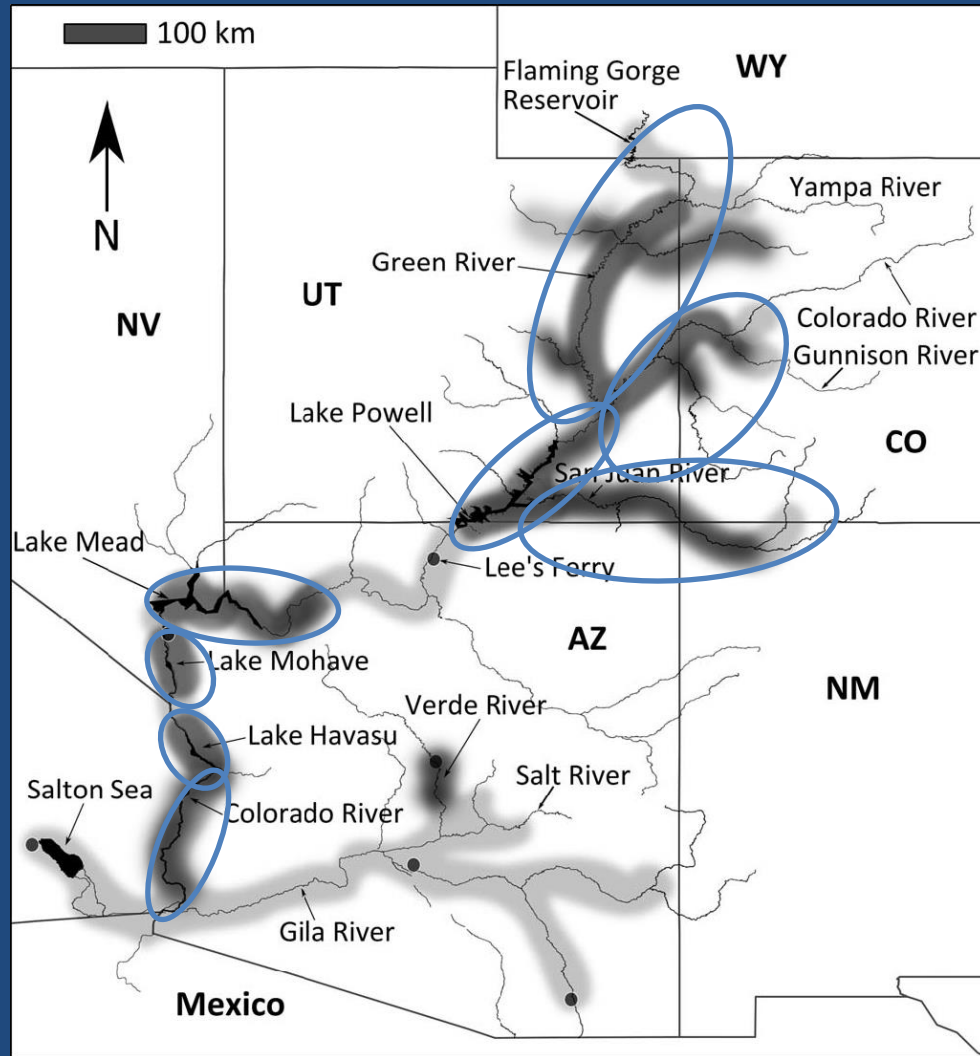 100 km
WY
Flaming Gorge
Reservoir
N
Yampa River
Green River
UT
NV
Colorado River
Gunnison River
Lake Powell
CO
San Juan River
Lake Mead
Lee's Ferry
AZ
Lake Mohave
NM
Verde River
Lake Havasu
Salt River
Salton Sea
Colorado River
Gila River
Mexico